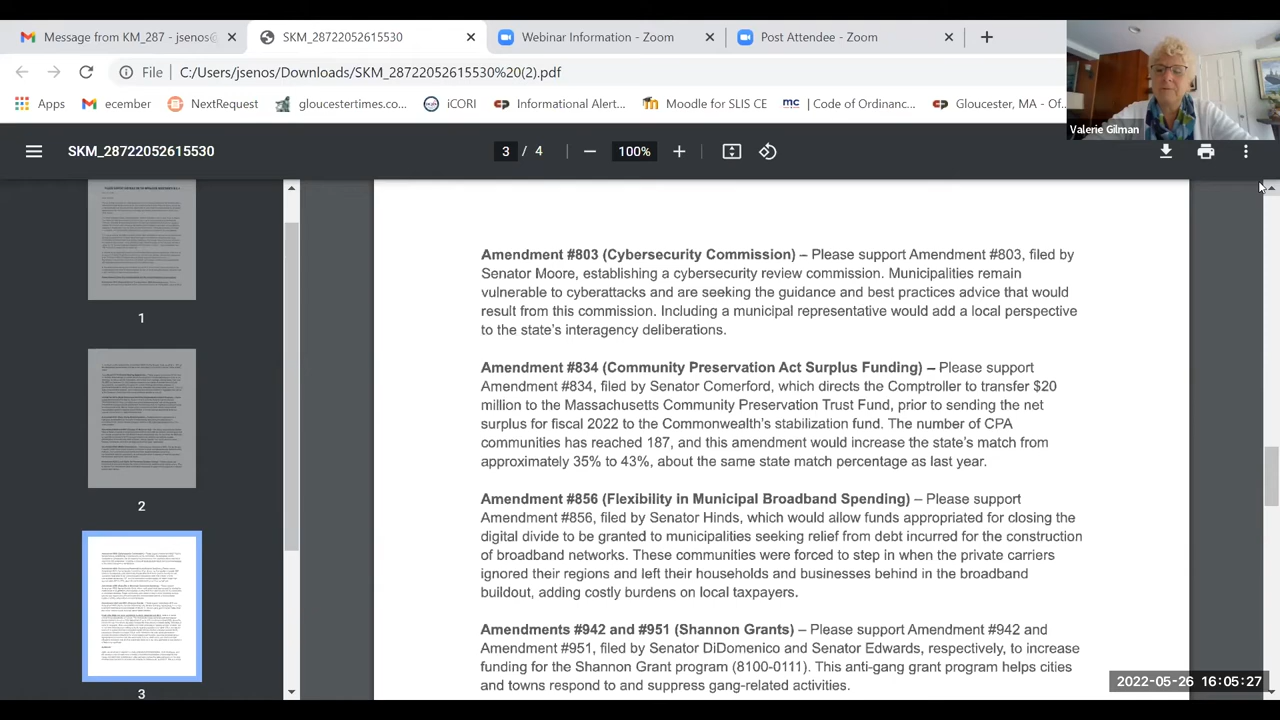 Message from KM_287 - jsenos@
SKM_28722052615530
Webinar Information - Zoom
Post Attendee - Zoom
File
C:/Users/jsenos/Downloads/SKM_28722052615530%20(2).pdf
Apps
ecember
NextRequest
gloucestertimes.co...
iCORI
Informational Alert...
Moodle for MLS CE
mc
| Code of Ordinanc...
Gloucester, MA - Of...
Valerie Gilman
SKM_28722052615530
3 / 4
100%
1
2
3
Amendment #803 (Cybersecurity Commission) – Please support Amendment #803, filed by
Senator Moore, establishing a cybersecurity review commission. Municipalities remain
vulnerable to cyberattacks and are seeking the guidance and best practices advice that would
result from this commission. Including a municipal representative would add a local perspective
to the state's interagency deliberations.
Amendment #834 (Community Preservation Act Surplus Funding) – Please support
Amendment #834, filed by Senator Comerford, which directs the Comptroller to transfer $20
million to the Massachusetts Community Preservation Trust Fund, prior to sending the net
surplus for fiscal 2022 to the Commonwealth's stabilization fund. The number of CPA
communities has reached 187, and this amendment would increase the state's match from
approximately 35% to 43%, about the same state match percentage as last year.
Amendment #856 (Flexibility in Municipal Broadband Spending) – Please support
Amendment #856, filed by Senator Hinds, which would allow funds appropriated for closing the
digital divide to be granted to municipalities seeking relief from debt incurred for the construction
of broadband networks. These communities were forced to act when the private carriers
ignored their regions and left their households and businesses behind in the broadband
buildout, adding costly burdens on local taxpayers.
Amendments #942 and #951 (Shannon Grants) – Please support Amendment #942 and
Amendment #951, filed by Senator DiDomenico and Senator Edwards, respectively, to increase
funding for the Shannon Grant program (8100-0111). This anti-gang grant program helps cities
and towns respond to and suppress gang-related activities.
2022-05-26 16:05:27